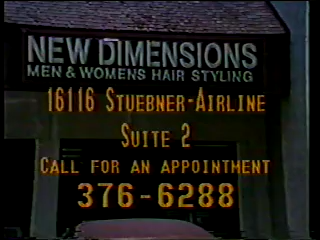 NEW DIMENSIONS
MEN & WOMENS HAIR STYLING
16116 STUEBNER-AIRLINE
SUITE 2
CALL FOR AN APPOINTMENT
376-6288